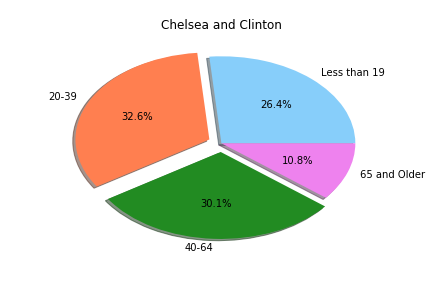 Chelsea and Clinton
Less than 19
26.4%
20-39
32.6%
40-64
30.1%
65 and Older
10.8%